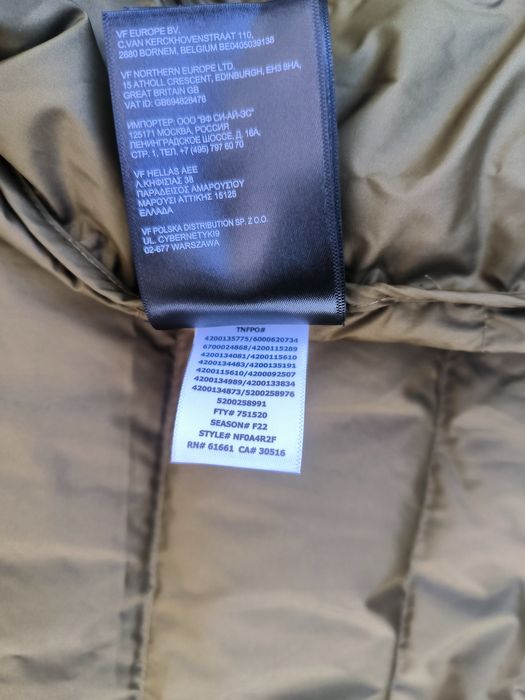 VF EUROPE BV.
C.VAN KERCKHOVENSTRAAT 110,
2880 BORNEM, BELGIUM BE0405039138
VF NORTHERN EUROPE LTD.
15 ATHOLL CRESCENT, EDINBURGH, EH3 8HA,
GREAT BRITAIN GB
VAT ID: GB694828478
ИМПОРТЕР: ООО "ВФ СИ-АЙ-ЭС"
125171 МОСКВА, РОССИЯ
ЛЕНИНГРАДСКОЕ ШОССЕ, Д. 16А,
СТР. 1, ТЕЛ. +7 (495) 797 60 70
VF HELLAS AEE
Λ.ΚΗΦΙΣΙΑΣ 38
ΠΑΡΑΔΕΙΣΟΣ ΑΜΑΡΟΥΣΙΟΥ
ΜΑΡΟΥΣΙ ΑΤΤΙΚΗΣ 15125
ΕΛΛΑΔΑ
VF POLSKA DISTRIBUTION SP. Z O.O.
UL. CYBERNETYKI9
02-677 WARSZAWA
TNFPO#
4200135775/6000620734
6700024868/4200115289
4200134081/4200115610
4200134483/4200135191
4200115610/4200092507
4200134989/4200133834
4200134873/5200258976
5200258991
FTY# 751520
SEASON# F22
STYLE# NF0A4R2F
RN# 61661 CA# 30516